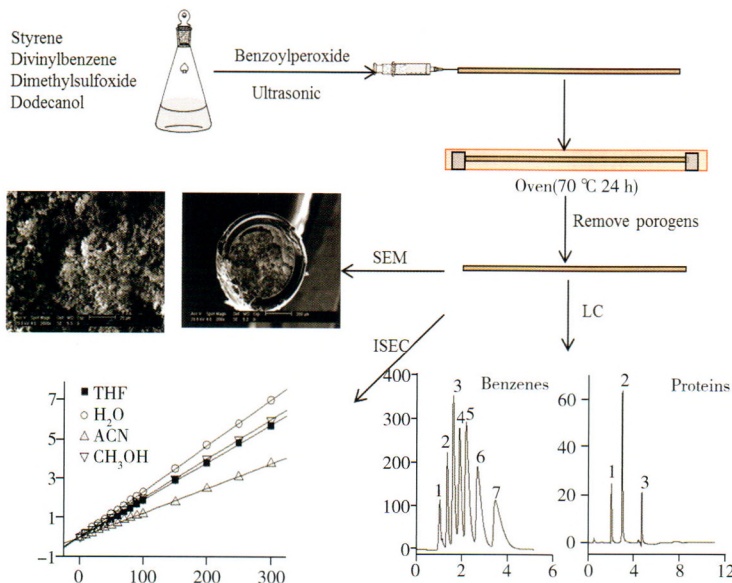 Styrene
Divinylbenzene
Dimethylsulfoxide
Dodecanol
Benzoylperoxide
Ultrasonic
Oven(70 ℃ 24 h)
Remove porogens
SEM
LC
ISEC
7
5
3
1
−1
THF
H₂O
ACN
CH₃OH
0 100 200 300
400
300
200
100
0
Benzenes
1 2 3 4 5 6 7
0 2 4 6
60
40
20
0
Proteins
1 2 3
0 4 8 12